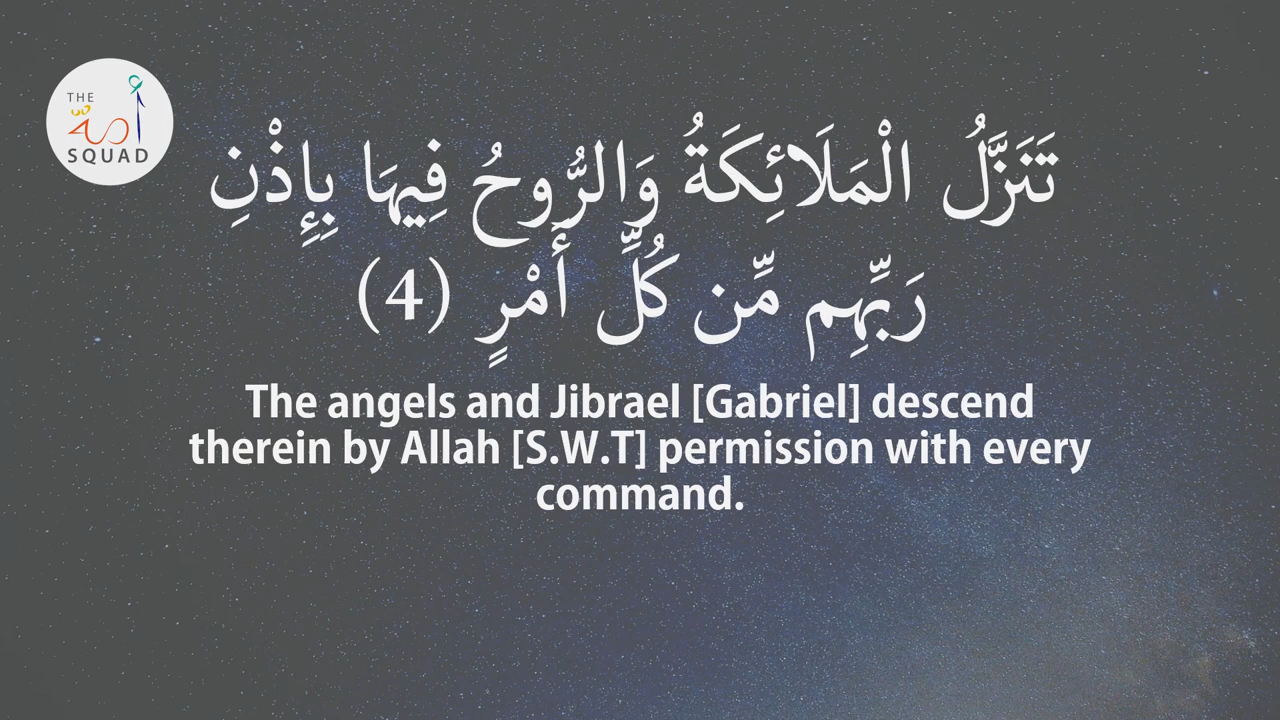 THE
أمة
SQUAD
تَنَزَّلُ الْمَلَائِكَةُ وَالرُّوحُ فِيهَا بِإِذْنِ
رَبِّهِم مِّن كُلِّ أَمْرٍ (4)
The angels and Jibrael [Gabriel] descend
therein by Allah [S.W.T] permission with every
command.